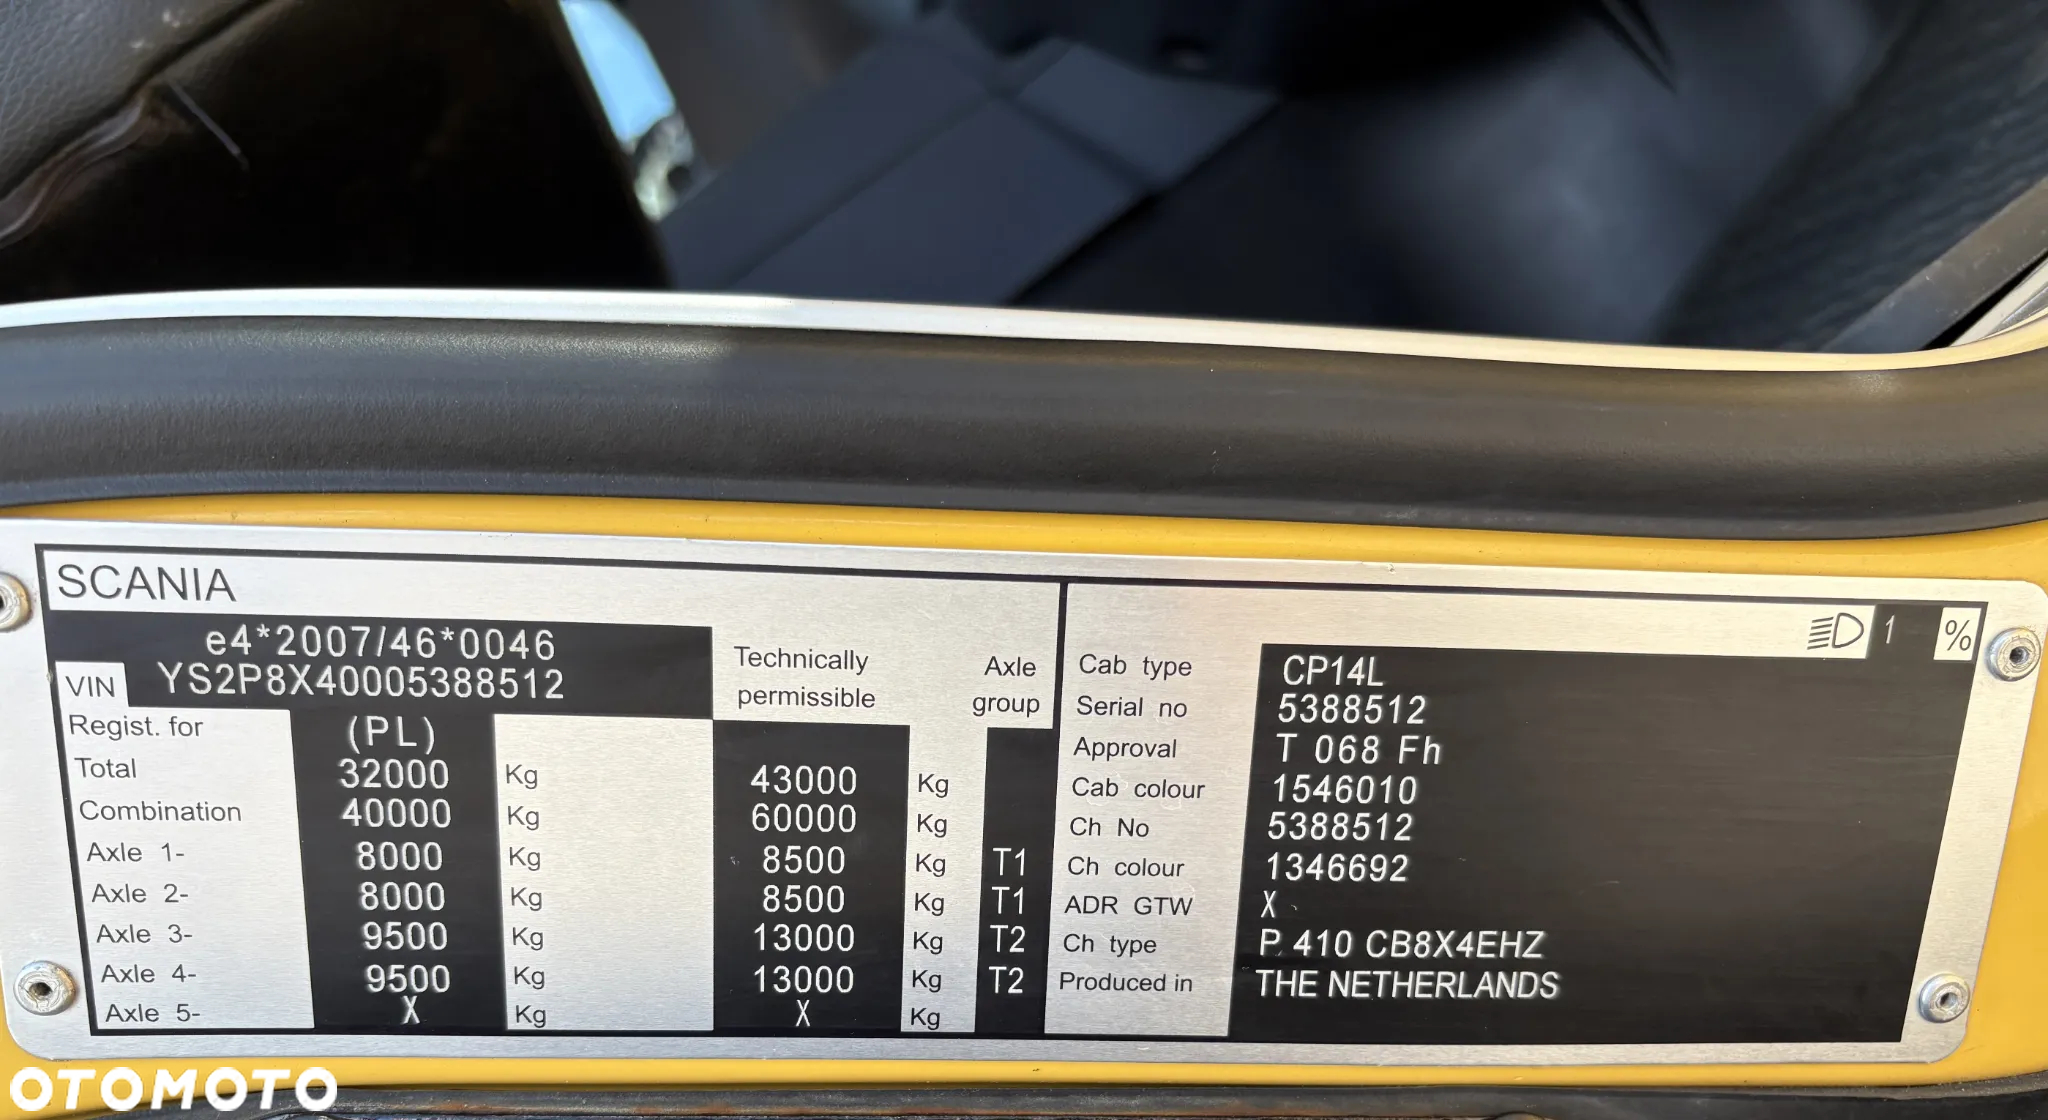 SCANIA
e4*2007/46*0046
VIN YS2P8X40005388512
Technically permissible
Axle group
Regist. for (PL)
Total 32000 Kg 43000 Kg
Combination 40000 Kg 60000 Kg
Axle 1- 8000 Kg 8500 Kg T1
Axle 2- 8000 Kg 8500 Kg T1
Axle 3- 9500 Kg 13000 Kg T2
Axle 4- 9500 Kg 13000 Kg T2
Axle 5- X Kg X Kg
1 %
Cab type CP14L
Serial no 5388512
Approval T 068 Fh
Cab colour 1546010
Ch No 5388512
Ch colour 1346692
ADR GTW X
Ch type P 410 CB8X4EHZ
Produced in THE NETHERLANDS
OTOMOTO